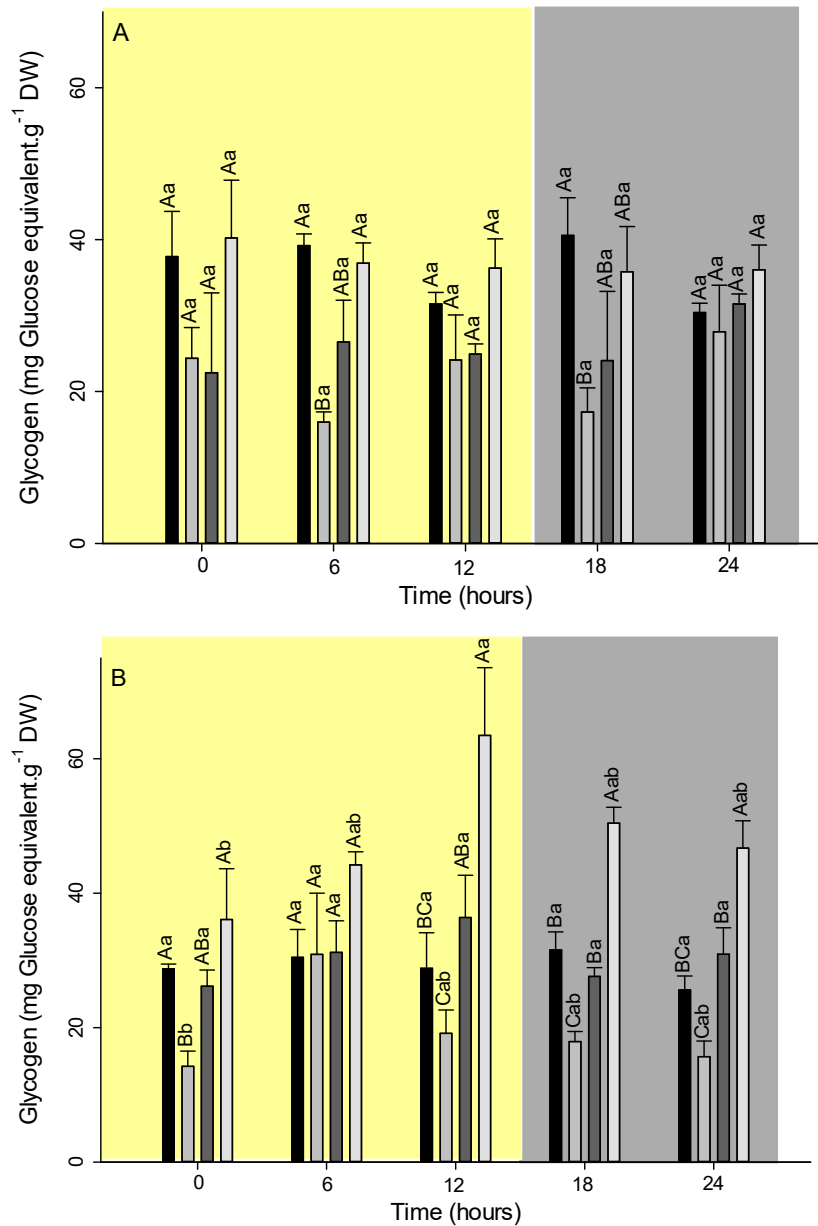 A
Glycogen (mg Glucose equivalent.g⁻¹ DW)
60
40
20
0
Aa Aa Aa Aa
Aa Ba ABa Aa
Aa Aa Aa Aa
Aa Ba ABa ABa
Aa Aa Aa Aa
0 6 12 18 24
Time (hours)
B
Glycogen (mg Glucose equivalent.g⁻¹ DW)
60
40
20
0
Aa Bb ABa Ab
Aa Aa Aa Aab
BCa Cab ABa Aa
Ba Cab Ba Aab
BCa Cab Ba Aab
0 6 12 18 24
Time (hours)